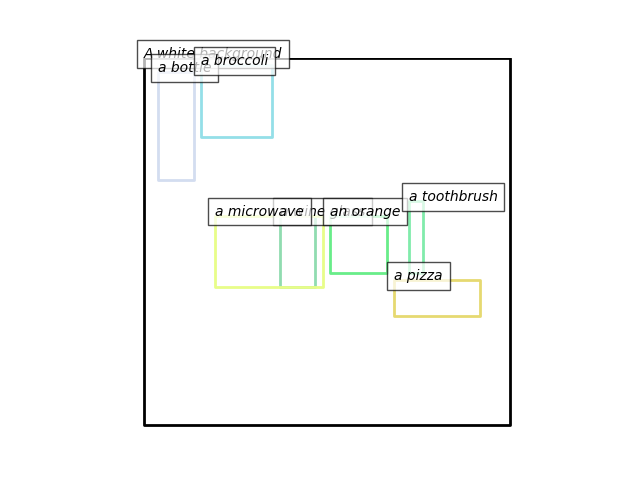 A white background
a bottle
a broccoli
a toothbrush
a microwave
a wine glass
an orange
a pizza